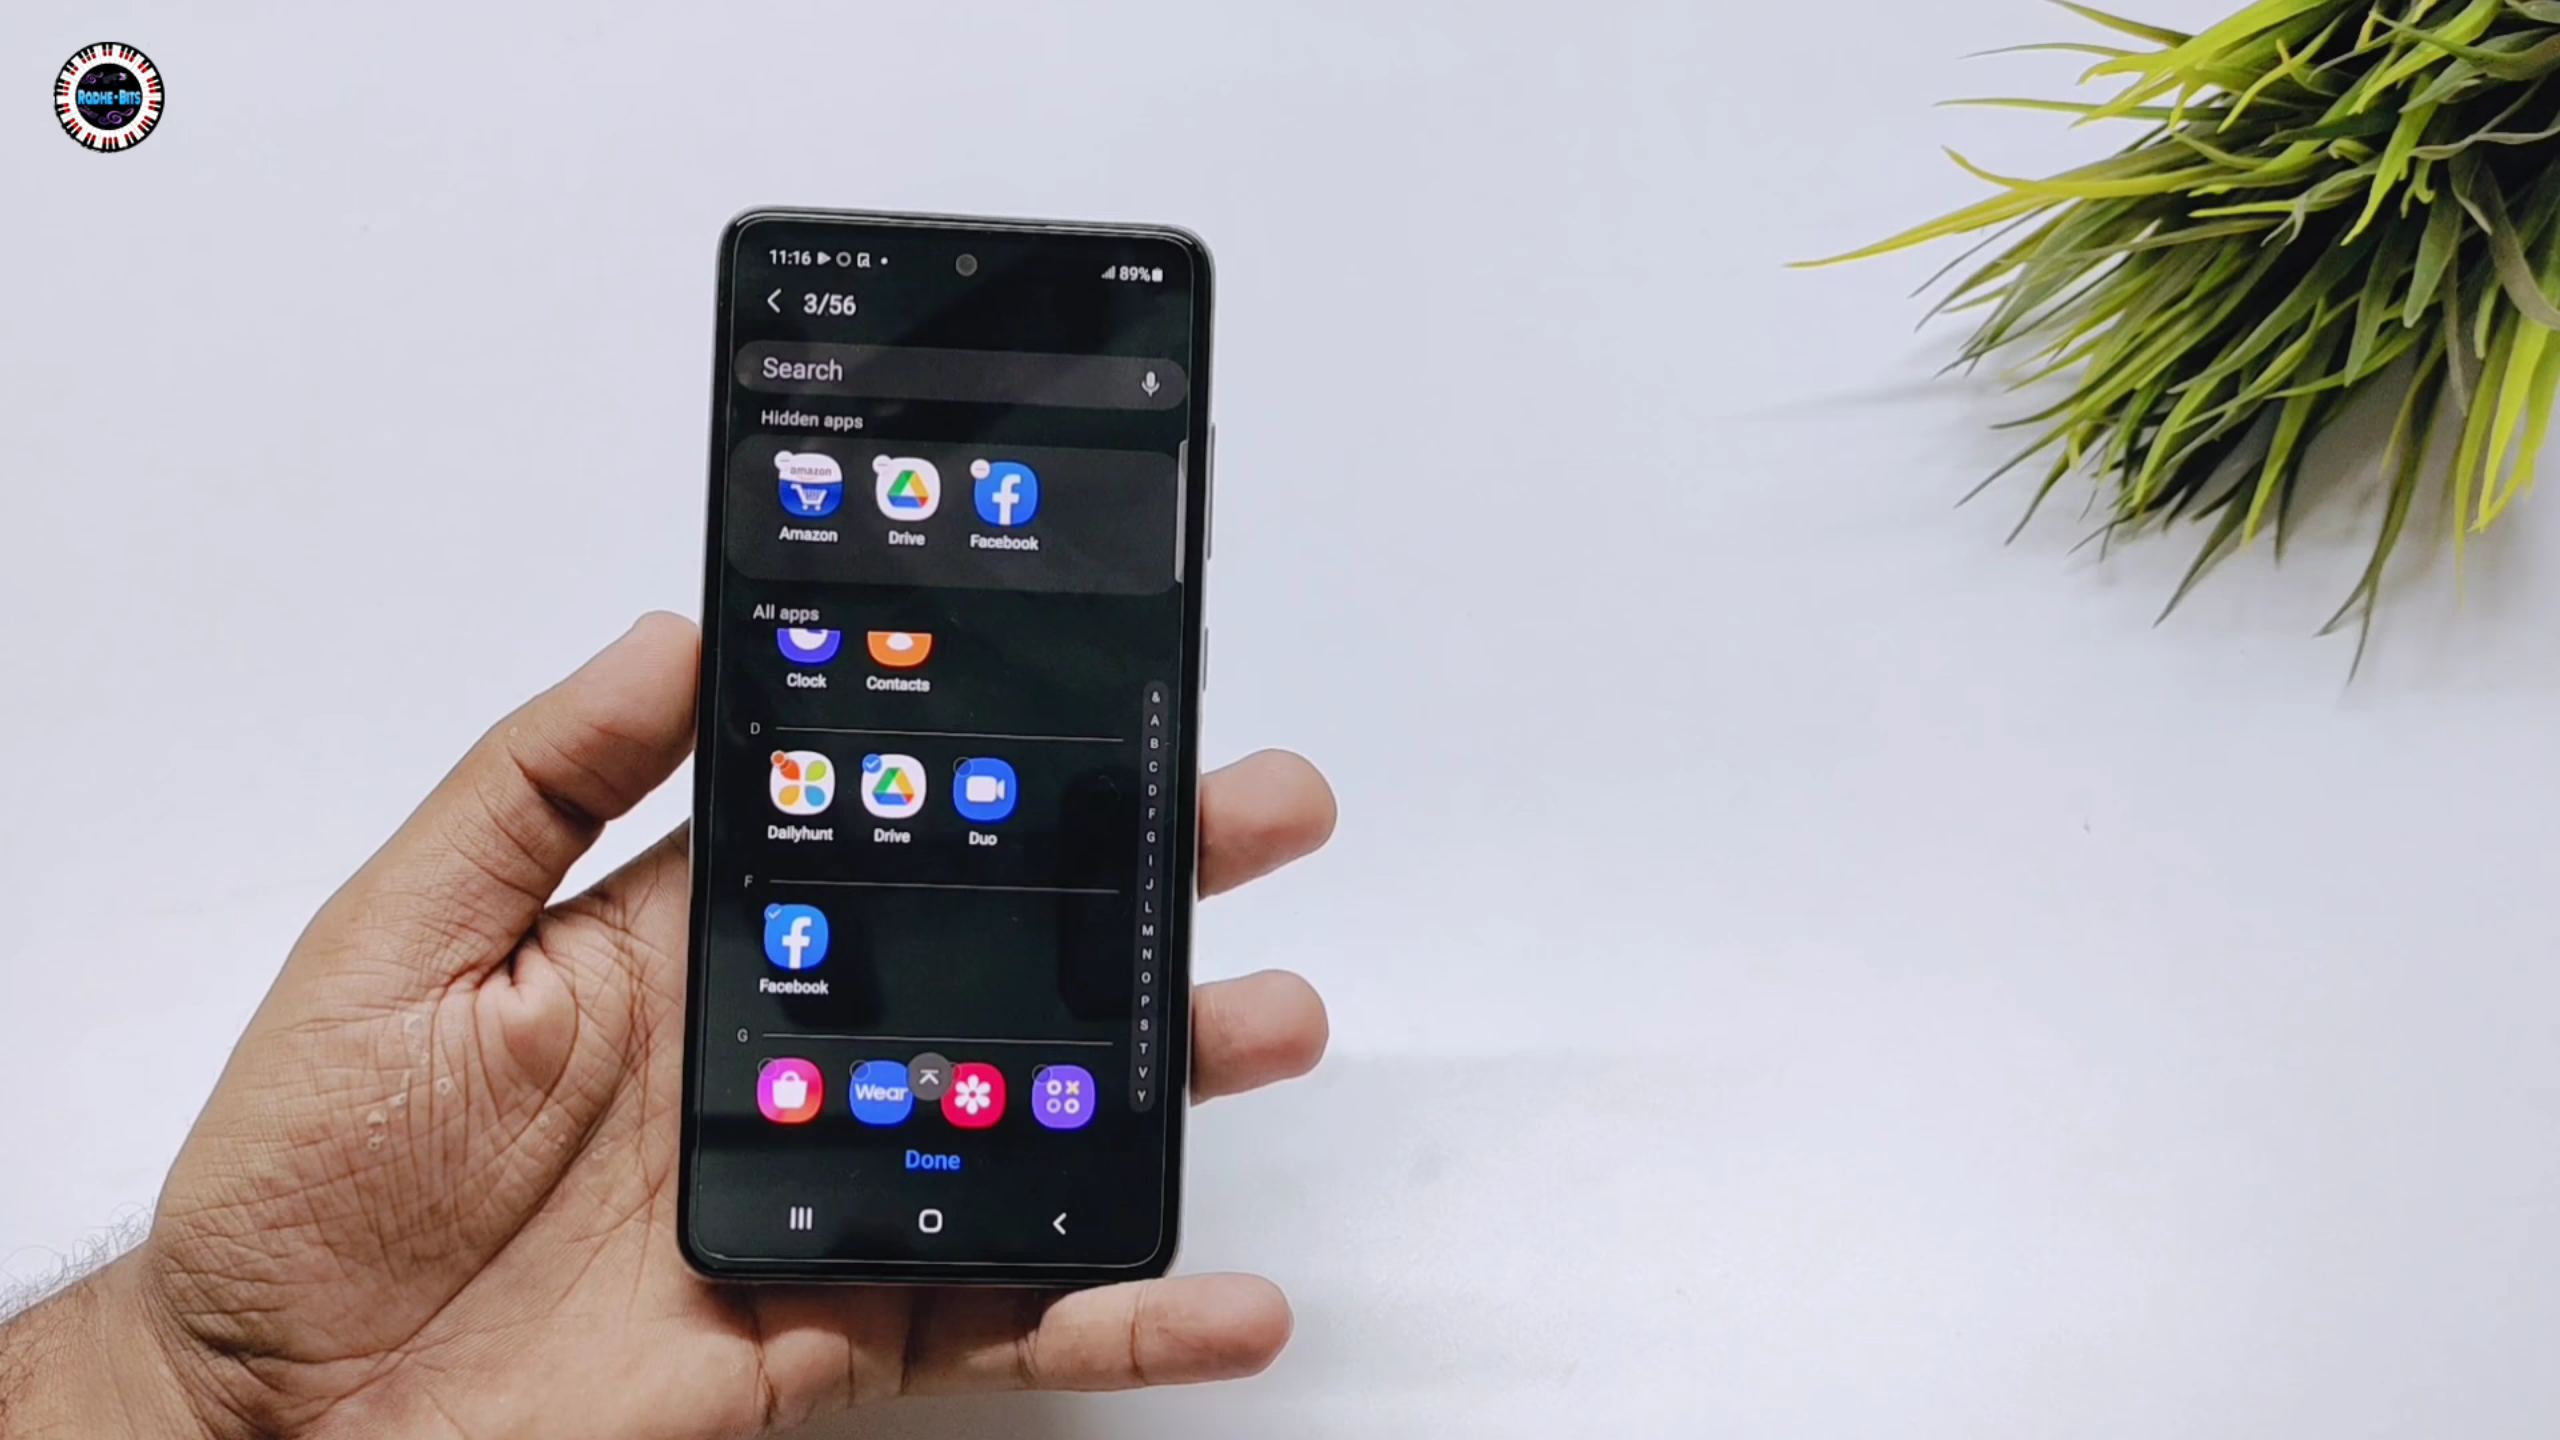 RADHE•BITS
11:16
89%
3/56
Search
Hidden apps
amazon
Amazon
Drive
Facebook
All apps
Clock
Contacts
D
Dailyhunt
Drive
Duo
F
Facebook
G
Wear
Done
&
A
B
C
D
F
G
I
J
L
M
N
O
P
S
T
V
Y